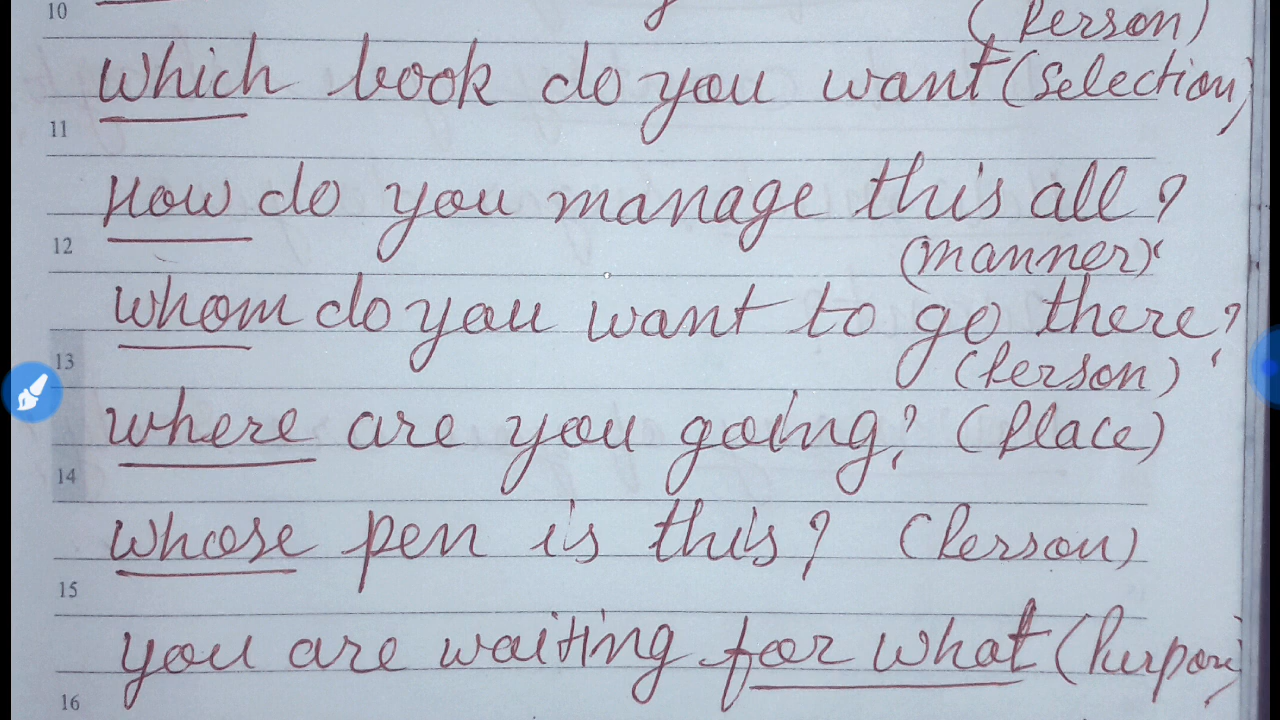 10
(Person)
which book do you want (Selection)
11
How do you manage this all?
12
(manner)
whom do you want to go there?
13
(Person)
where are you going? (Place)
14
whose pen is this? (Person)
15
you are waiting for what
16